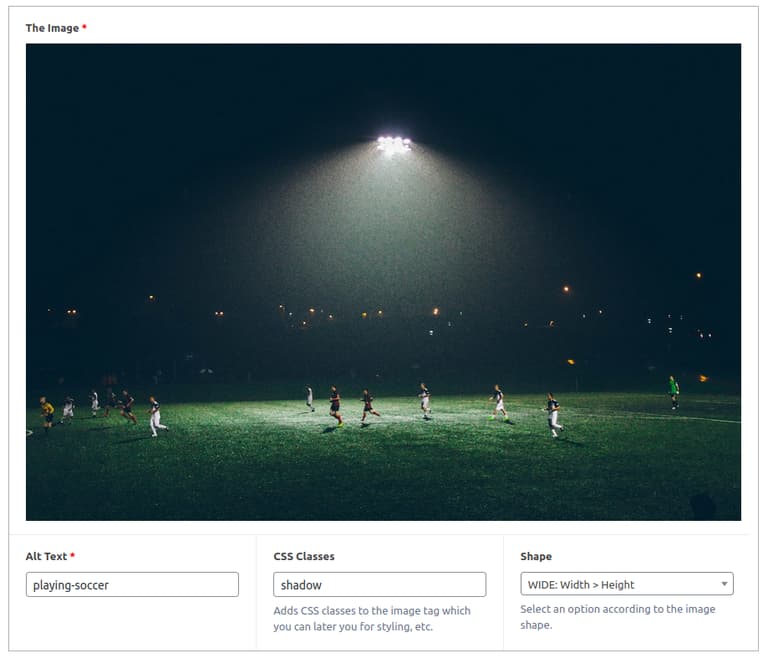 The Image *
Alt Text *
CSS Classes
Shape
playing-soccer
shadow
WIDE: Width > Height
Adds CSS classes to the image tag which
you can later you for styling, etc.
Select an option according to the image
shape.